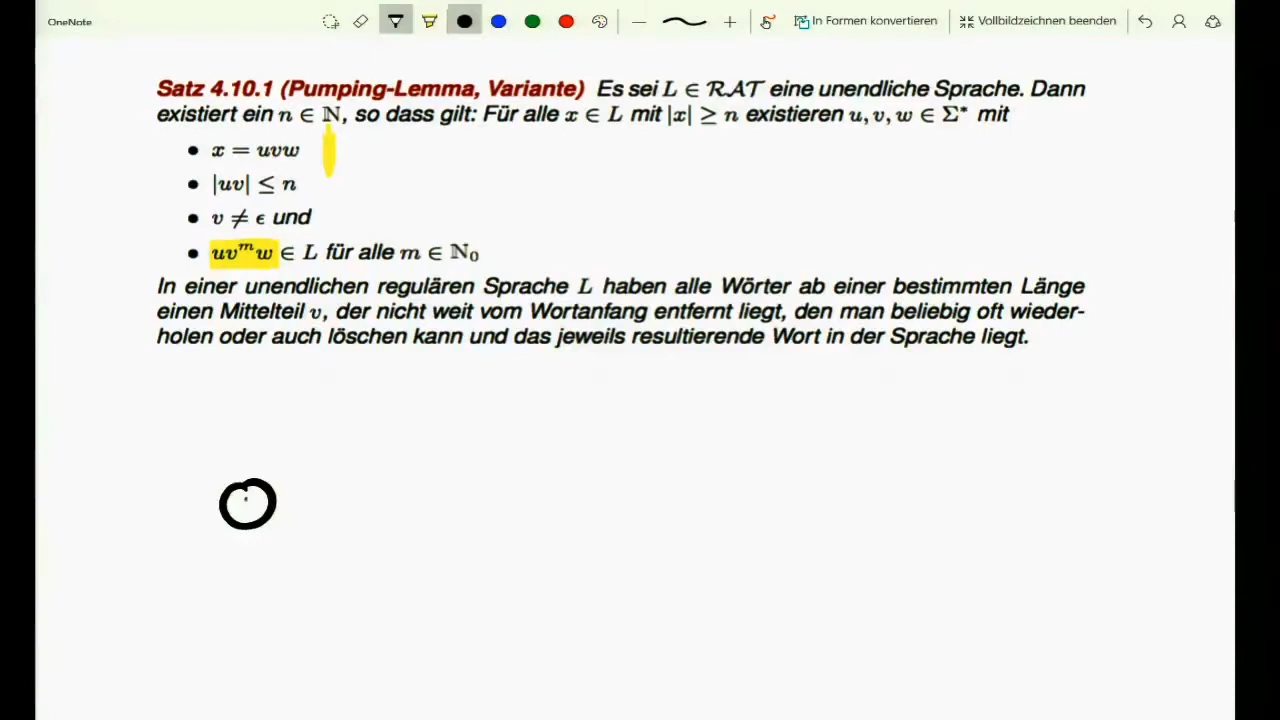 OneNote In Formen konvertieren Vollbildzeichnen beenden
Satz 4.10.1 (Pumping-Lemma, Variante) Es sei L ∈ RAT eine unendliche Sprache. Dann
existiert ein n ∈ ℕ, so dass gilt: Für alle x ∈ L mit |x| ≥ n existieren u, v, w ∈ Σ* mit
• x = uvw
• |uv| ≤ n
• v ≠ ϵ und
• uvᵐw ∈ L für alle m ∈ ℕ₀
In einer unendlichen regulären Sprache L haben alle Wörter ab einer bestimmten Länge
einen Mittelteil v, der nicht weit vom Wortanfang entfernt liegt, den man beliebig oft wieder-
holen oder auch löschen kann und das jeweils resultierende Wort in der Sprache liegt.